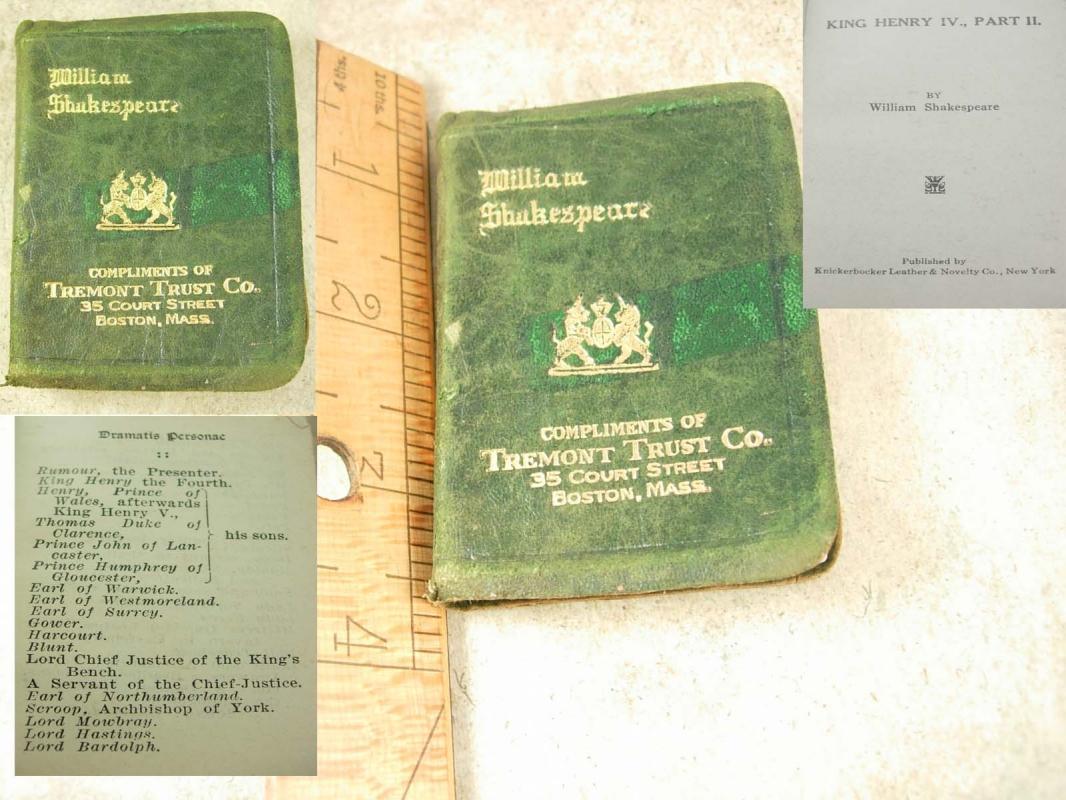 William
Shakespeare
COMPLIMENTS OF
TREMONT TRUST CO.
35 COURT STREET
BOSTON, MASS.
4 ths.
10 ths.
1
2
3
4
William
Shakespeare
COMPLIMENTS OF
TREMONT TRUST CO.
35 COURT STREET
BOSTON, MASS.
KING HENRY IV., PART II.
BY
William Shakespeare
Published by
Knickerbocker Leather & Novelty Co., New York
Dramatis Personae
::
Rumour, the Presenter.
King Henry the Fourth.
Henry, Prince of
Wales, afterwards
King Henry V.,
Thomas Duke of
Clarence,
his sons.
Prince John of Lan-
caster,
Prince Humphrey of
Gloucester,
Earl of Warwick.
Earl of Westmoreland.
Earl of Surrey.
Gower.
Harcourt.
Blunt.
Lord Chief Justice of the King's
Bench.
A Servant of the Chief-Justice.
Earl of Northumberland.
Scroop, Archbishop of York.
Lord Mowbray.
Lord Hastings.
Lord Bardolph.